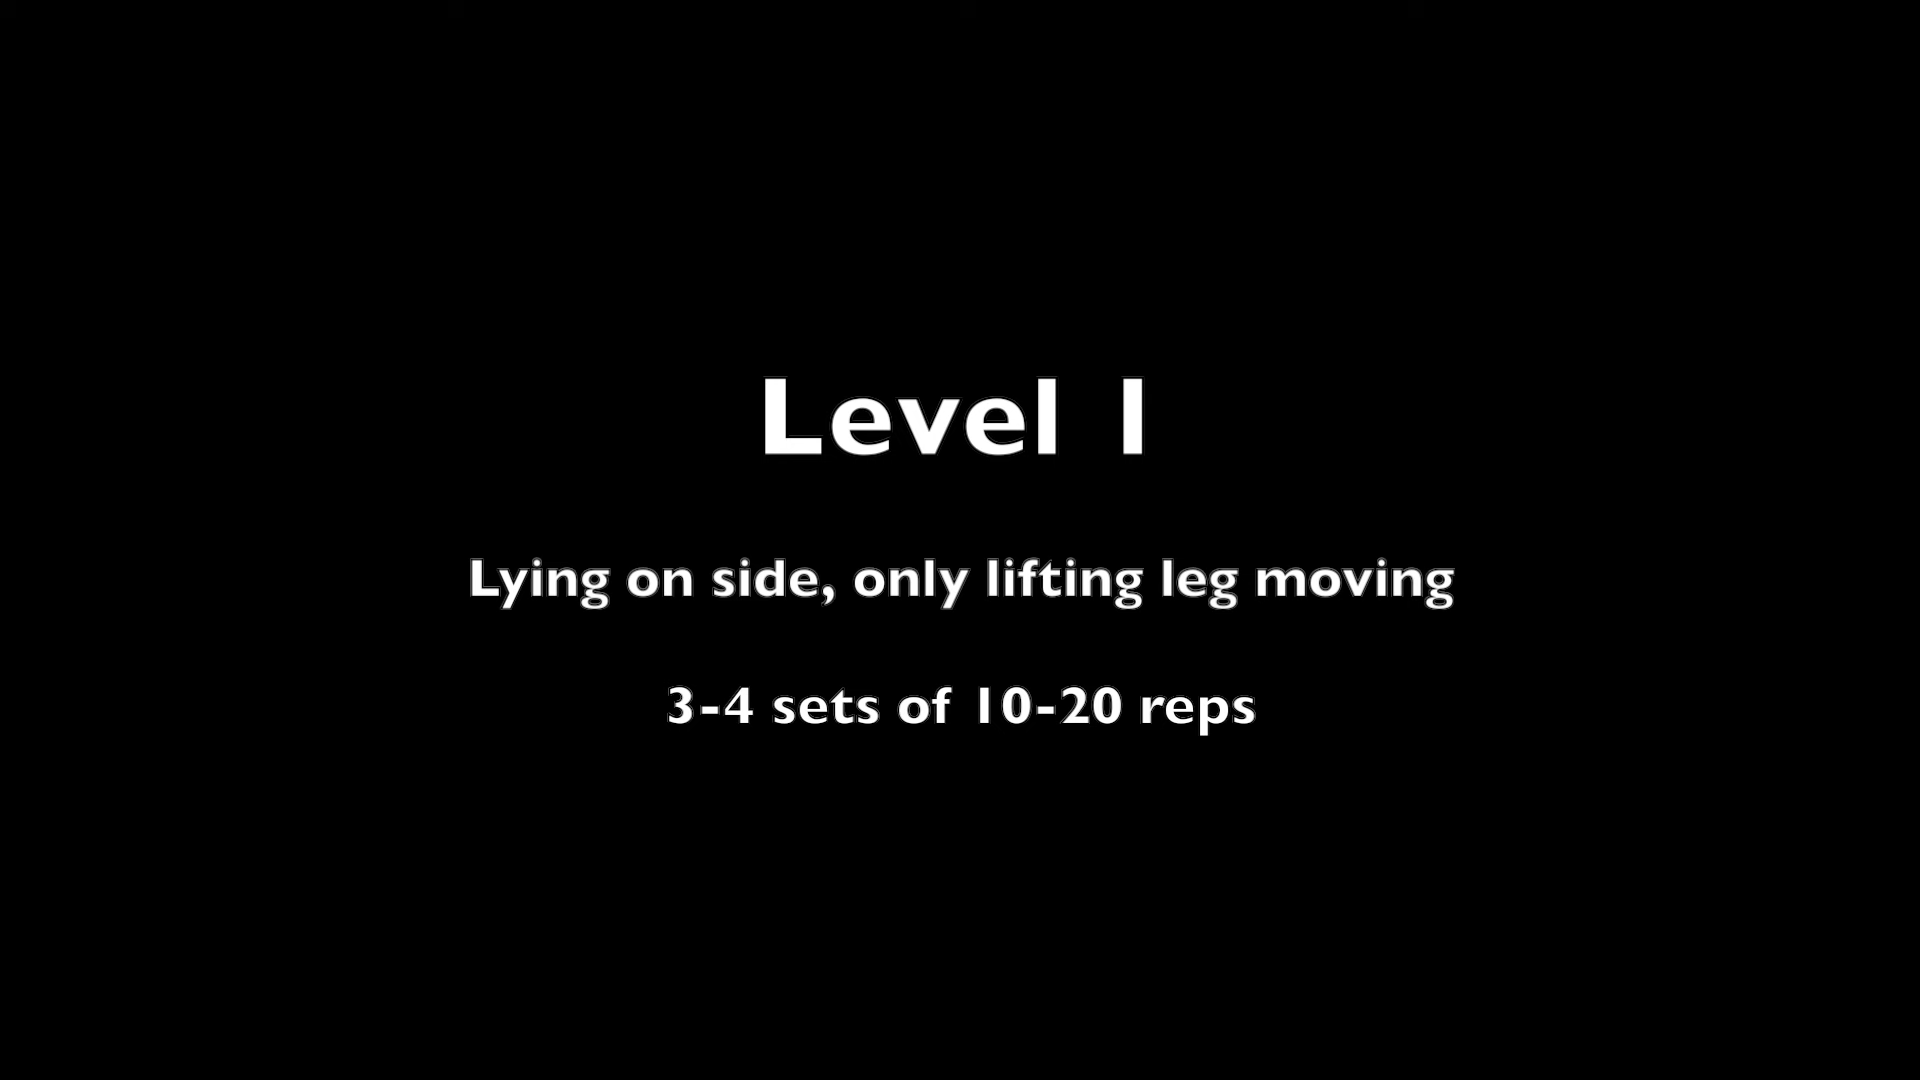 Level 1
Lying on side, only lifting leg moving
3-4 sets of 10-20 reps